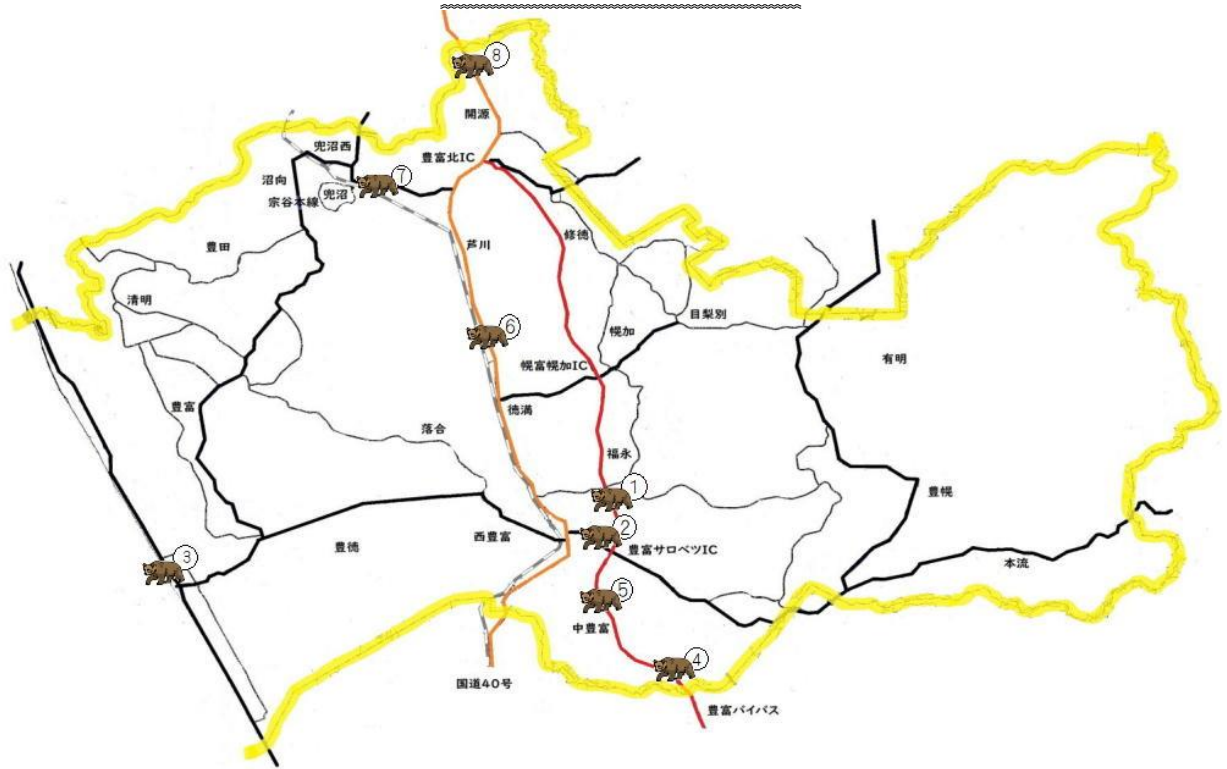 ⑧
開源
兜沼西
豊富北IC
⑦
沼向
兜沼
宗谷本線
修徳
豊田
芦川
清明
⑥
目梨別
幌加
有明
幌富幌加IC
豊富
徳満
落合
福永
①
豊幌
②
西豊富
豊徳
豊富サロベツIC
③
本流
⑤
中豊富
④
国道40号
豊富バイパス